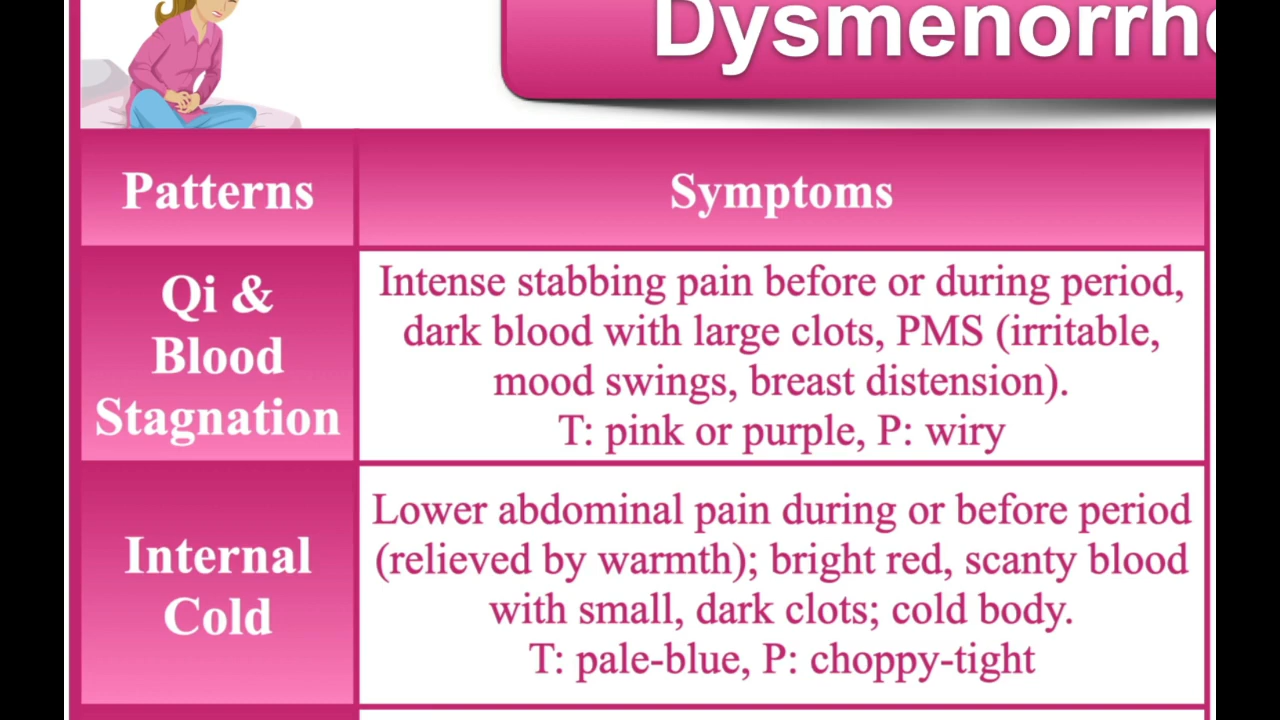 Dysmenorrhe
Patterns
Symptoms
Qi &
Blood
Stagnation
Intense stabbing pain before or during period,
dark blood with large clots, PMS (irritable,
mood swings, breast distension).
T: pink or purple, P: wiry
Internal
Cold
Lower abdominal pain during or before period
(relieved by warmth); bright red, scanty blood
with small, dark clots; cold body.
T: pale-blue, P: choppy-tight